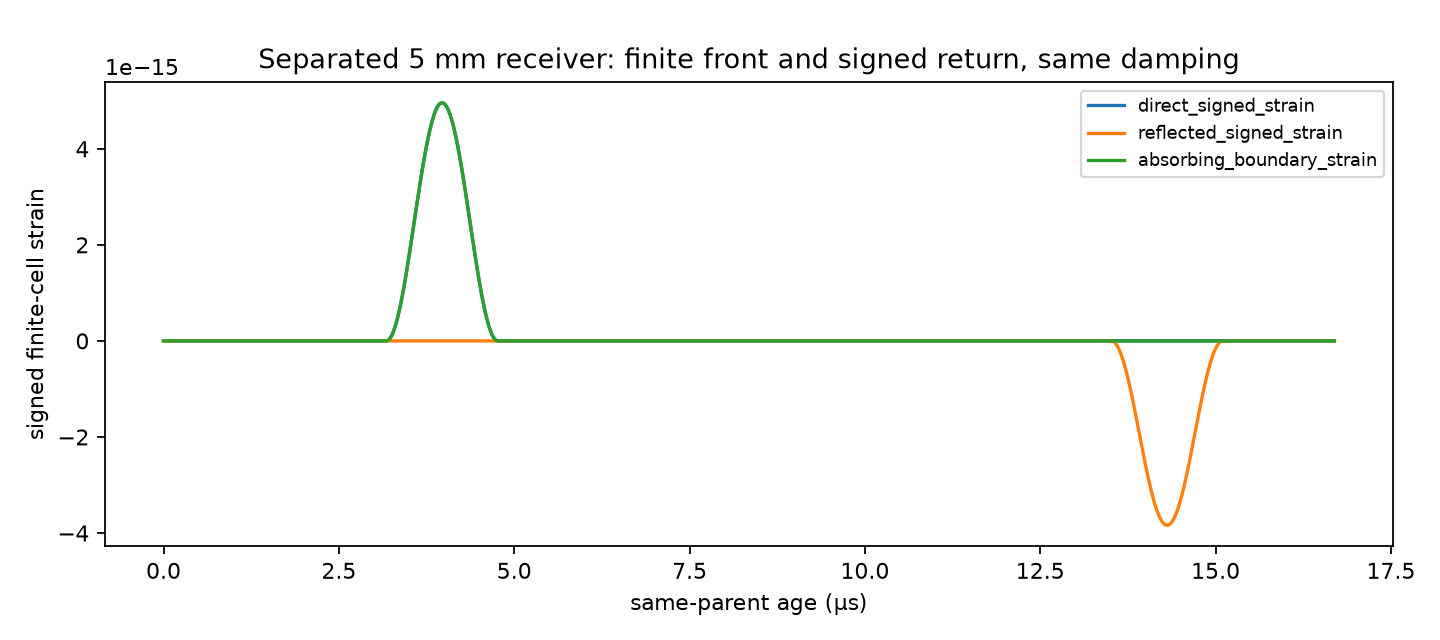 Separated 5 mm receiver: finite front and signed return, same damping
1e−15
direct_signed_strain
reflected_signed_strain
absorbing_boundary_strain
signed finite-cell strain
4
2
0
−2
−4
0.0 2.5 5.0 7.5 10.0 12.5 15.0 17.5
same-parent age (μs)